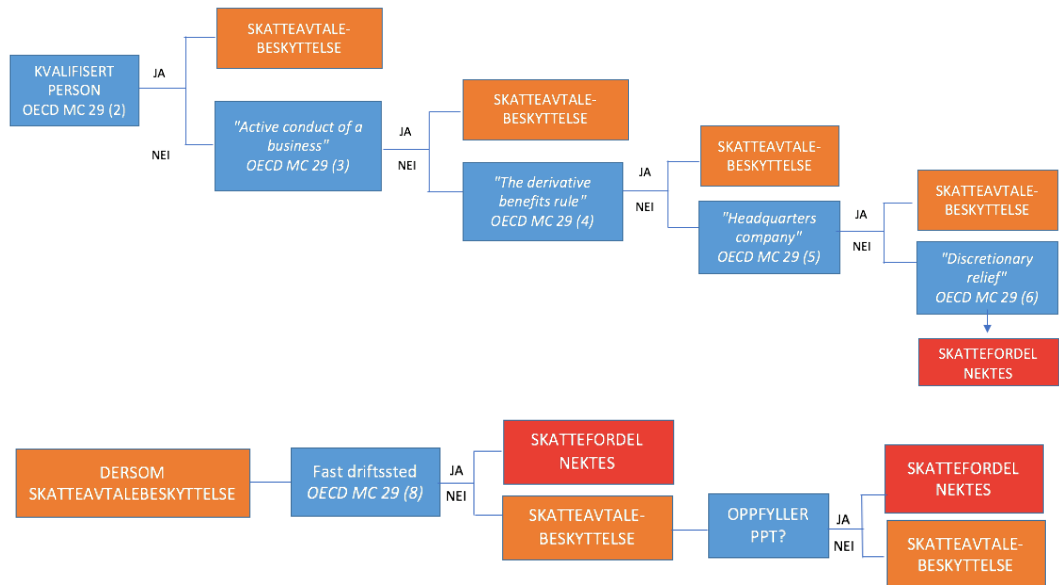 SKATTEAVTALE-
BESKYTTELSE
KVALIFISERT
PERSON
OECD MC 29 (2)
JA
NEI
"Active conduct of a
business"
OECD MC 29 (3)
SKATTEAVTALE-
BESKYTTELSE
JA
NEI
"The derivative
benefits rule"
OECD MC 29 (4)
SKATTEAVTALE-
BESKYTTELSE
JA
NEI
"Headquarters
company"
OECD MC 29 (5)
SKATTEAVTALE-
BESKYTTELSE
JA
NEI
"Discretionary
relief"
OECD MC 29 (6)
SKATTEFORDEL
NEKTES
DERSOM
SKATTEAVTALEBESKYTTELSE
Fast driftssted
OECD MC 29 (8)
JA
NEI
SKATTEFORDEL
NEKTES
SKATTEAVTALE-
BESKYTTELSE
OPPFYLLER
PPT?
JA
NEI
SKATTEFORDEL
NEKTES
SKATTEAVTALE-
BESKYTTELSE